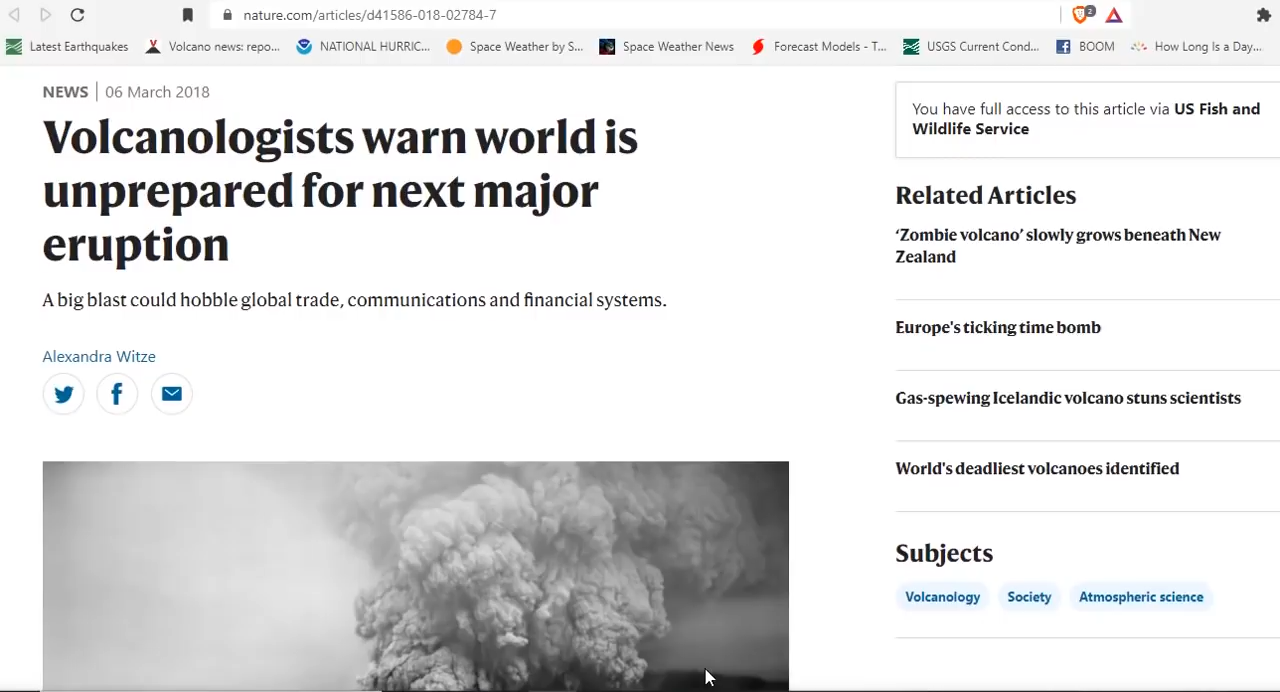 nature.com/articles/d41586-018-02784-7
2
Latest Earthquakes
Volcano news: repo...
NATIONAL HURRIC...
Space Weather by S...
Space Weather News
Forecast Models - T...
USGS Current Cond...
BOOM
How Long Is a Day...
NEWS | 06 March 2018
Volcanologists warn world is
unprepared for next major
eruption
A big blast could hobble global trade, communications and financial systems.
Alexandra Witze
You have full access to this article via US Fish and
Wildlife Service
Related Articles
‘Zombie volcano’ slowly grows beneath New
Zealand
Europe's ticking time bomb
Gas-spewing Icelandic volcano stuns scientists
World's deadliest volcanoes identified
Subjects
Volcanology
Society
Atmospheric science